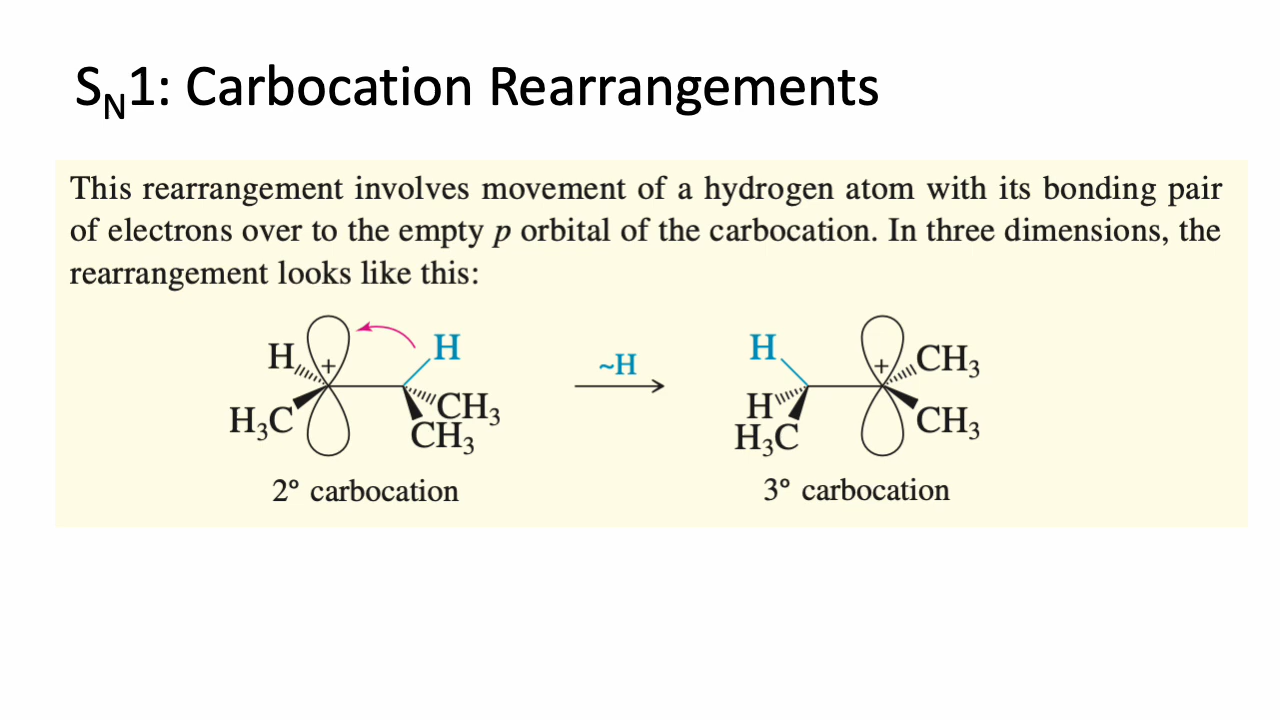 S_N1: Carbocation Rearrangements
This rearrangement involves movement of a hydrogen atom with its bonding pair
of electrons over to the empty p orbital of the carbocation. In three dimensions, the
rearrangement looks like this:
H + H
H₃C CH₃
CH₃
2° carbocation
~H
H + CH₃
H CH₃
H₃C
3° carbocation